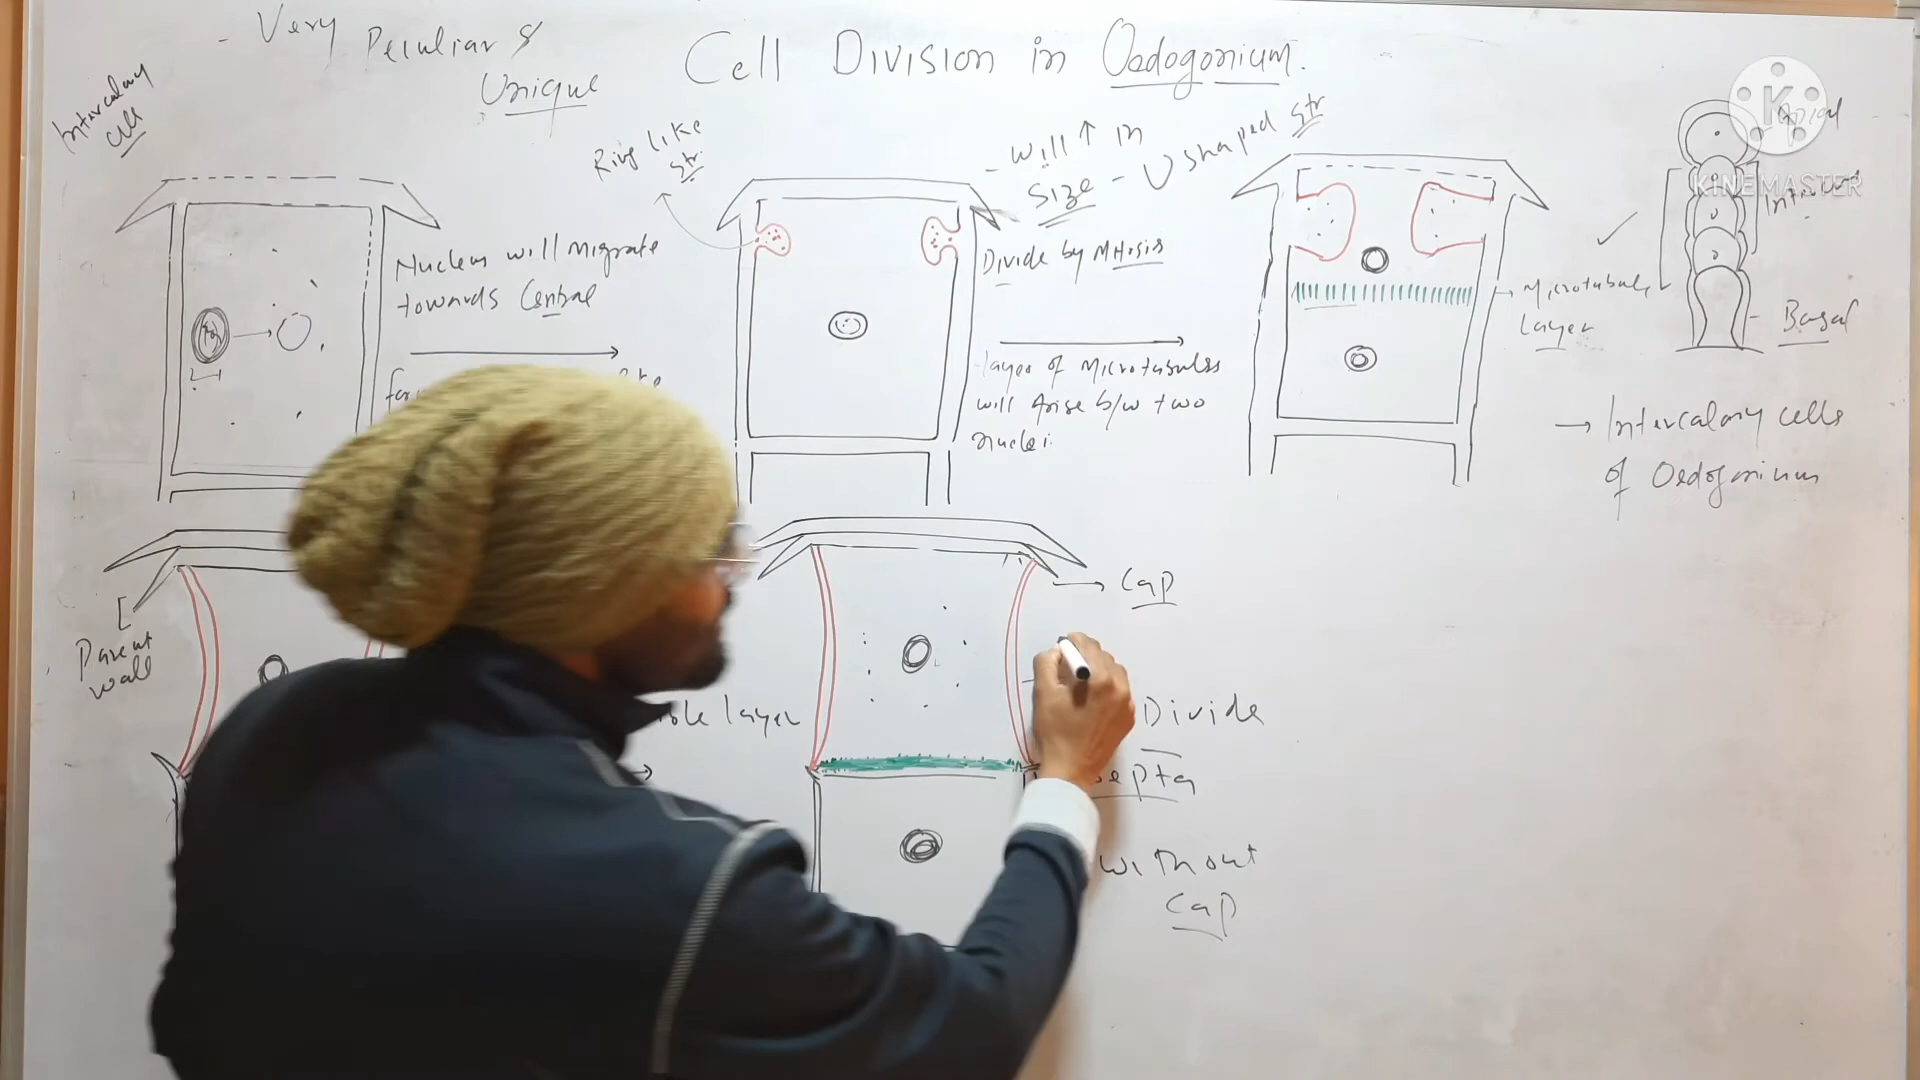 - Very Peculiar &
Unique
Cell Division in Oedogonium.
Intercalary
cell
Ring like
str.
- will ↑ in
size - U shaped str
Nucleus will migrate
towards Central
Divide by Mitosis
layer of Microtubules
will Arise b/w two
nuclei.
→ Microtubule
layer
Apical
KINEMASTER
Basal
→ Intercalary cells
of Oedogonium
Parent
wall
→ Cap
layer
Divide
septa
without
Cap